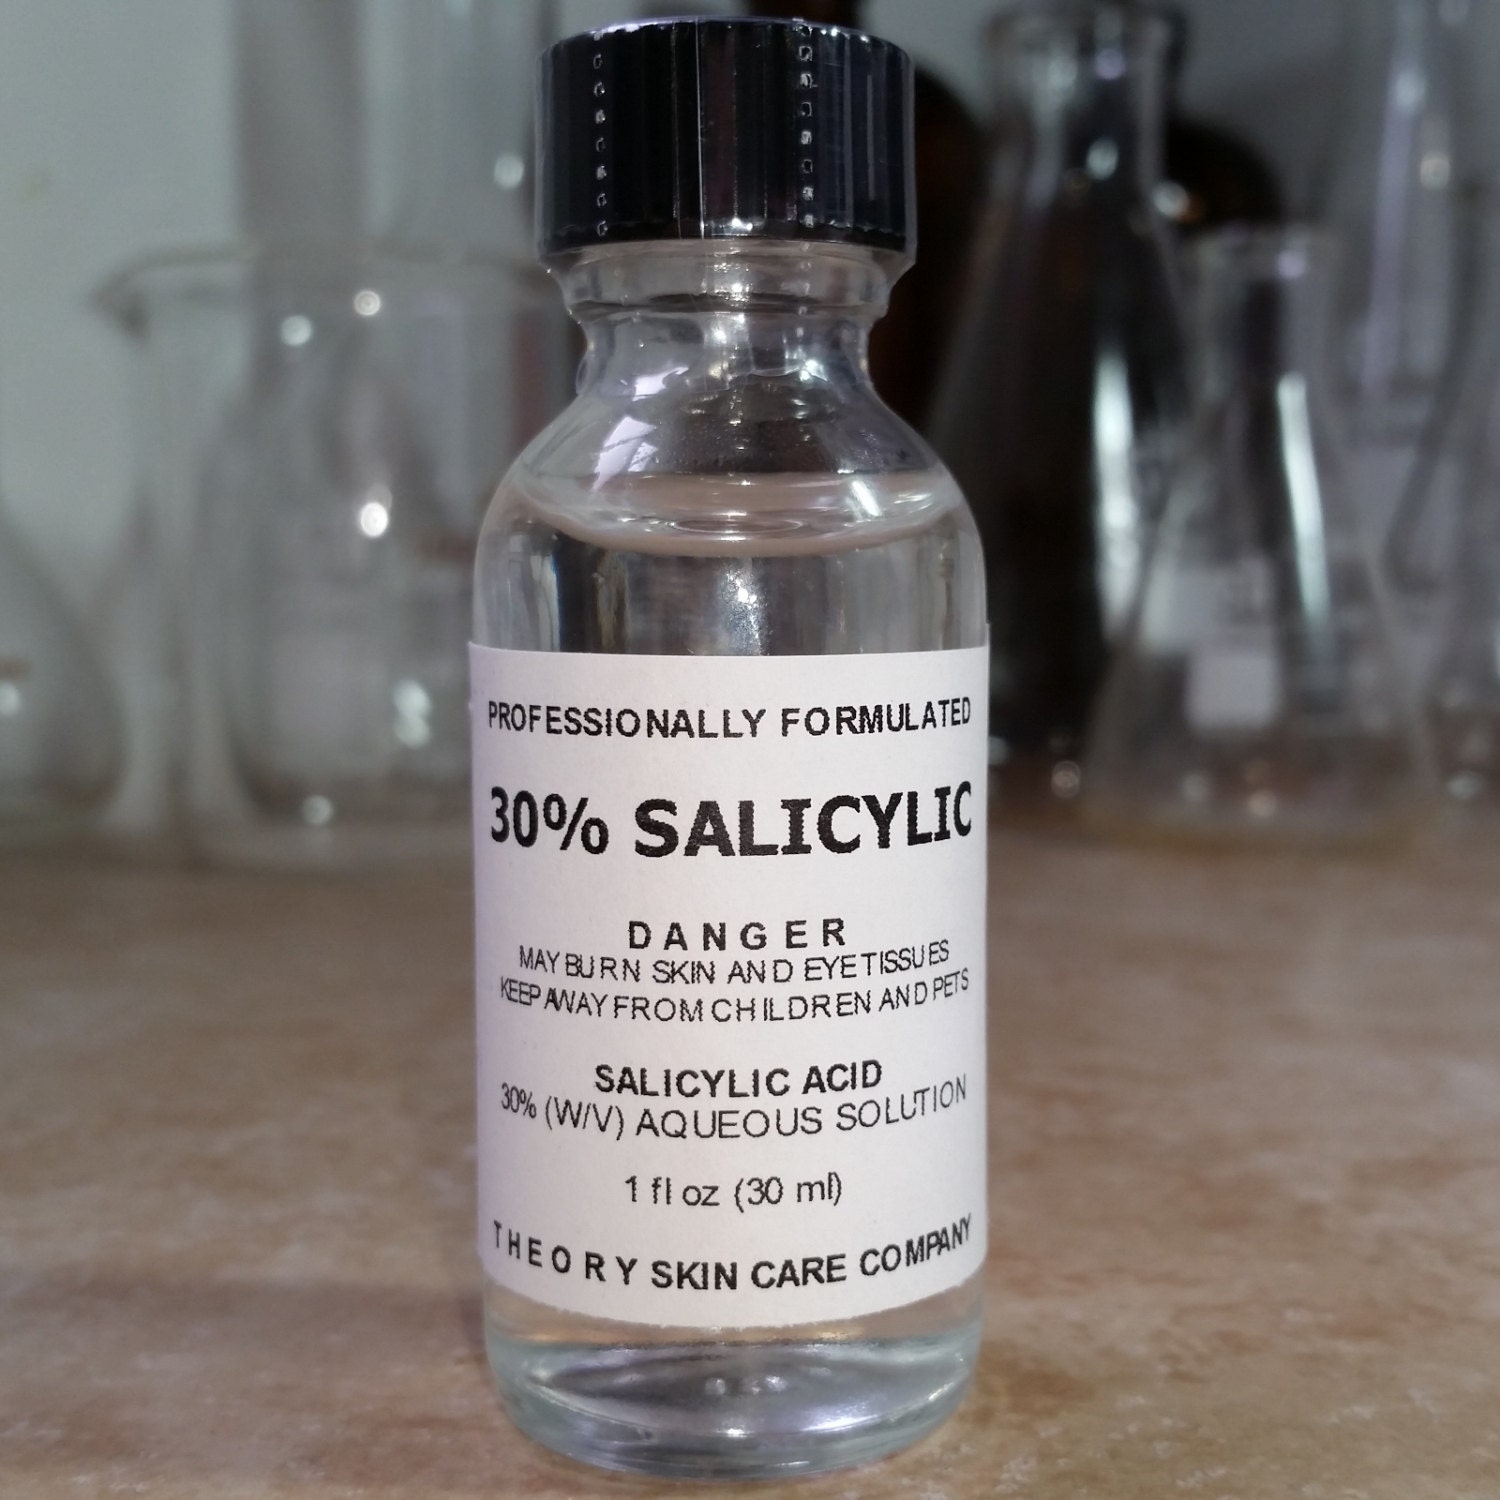 PROFESSIONALLY FORMULATED
30% SALICYLIC
DANGER
MAY BURN SKIN AND EYE TISSUES
KEEP AWAY FROM CHILDREN AND PETS
SALICYLIC ACID
30% (W/V) AQUEOUS SOLUTION
1 fl oz (30 ml)
THEORY SKIN CARE COMPANY